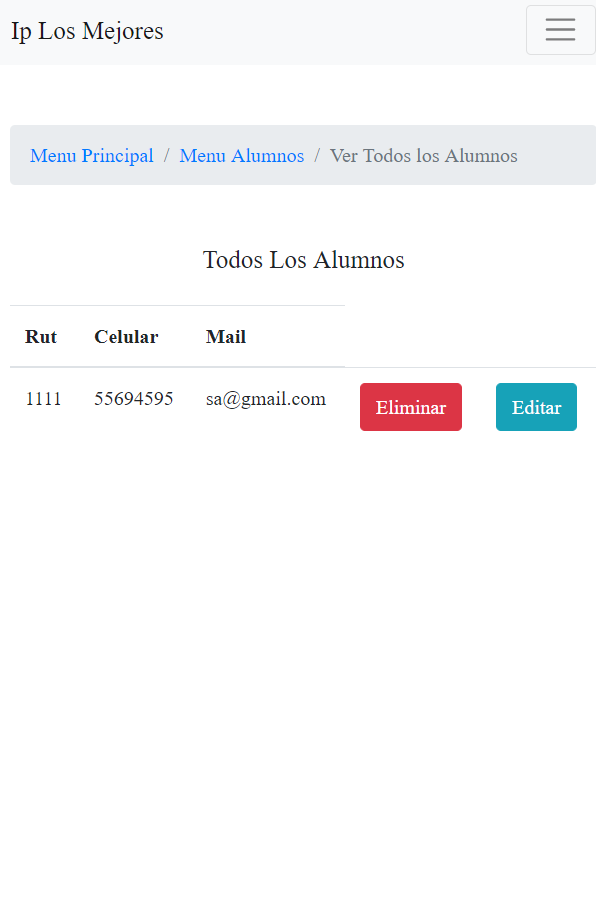 Ip Los Mejores
Menu Principal / Menu Alumnos / Ver Todos los Alumnos
Todos Los Alumnos
Rut Celular Mail
1111 55694595 sa@gmail.com Eliminar Editar